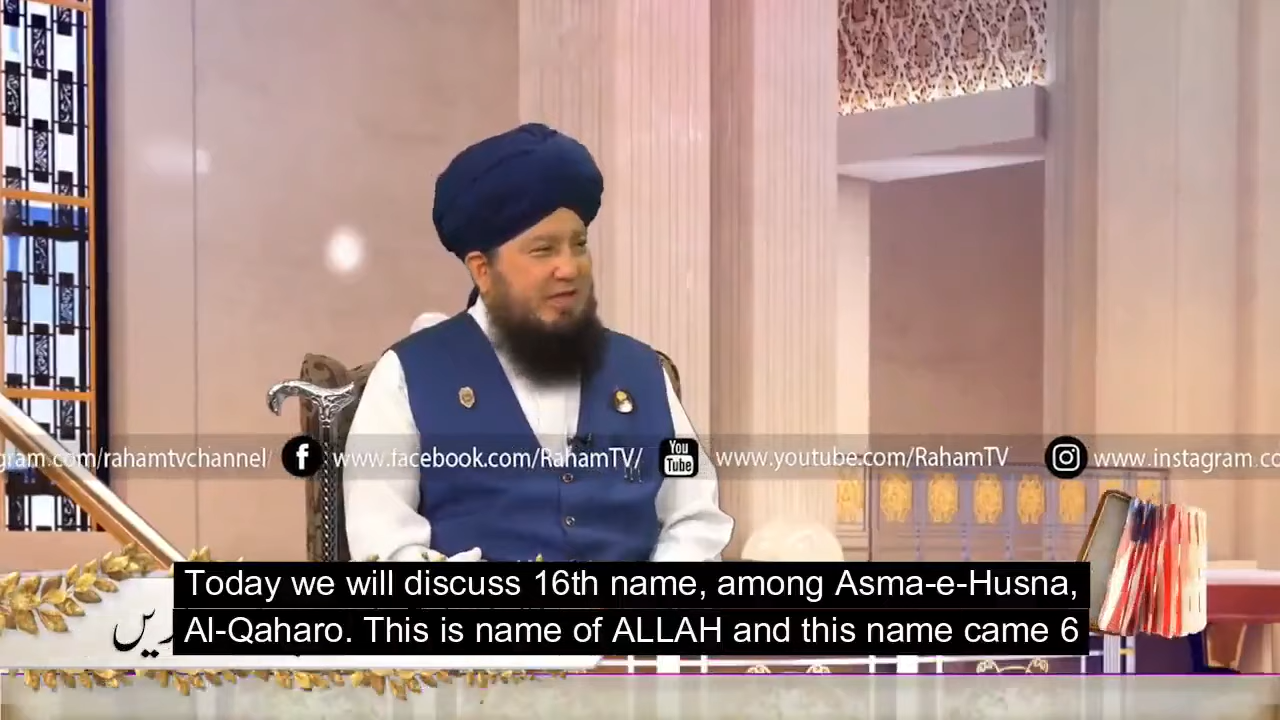 gram.com/rahamtvchannel
www.facebook.com/RahamTV/
You
Tube
www.youtube.com/RahamTV
www.instagram.co
Today we will discuss 16th name, among Asma-e-Husna,
Al-Qaharo. This is name of ALLAH and this name came 6